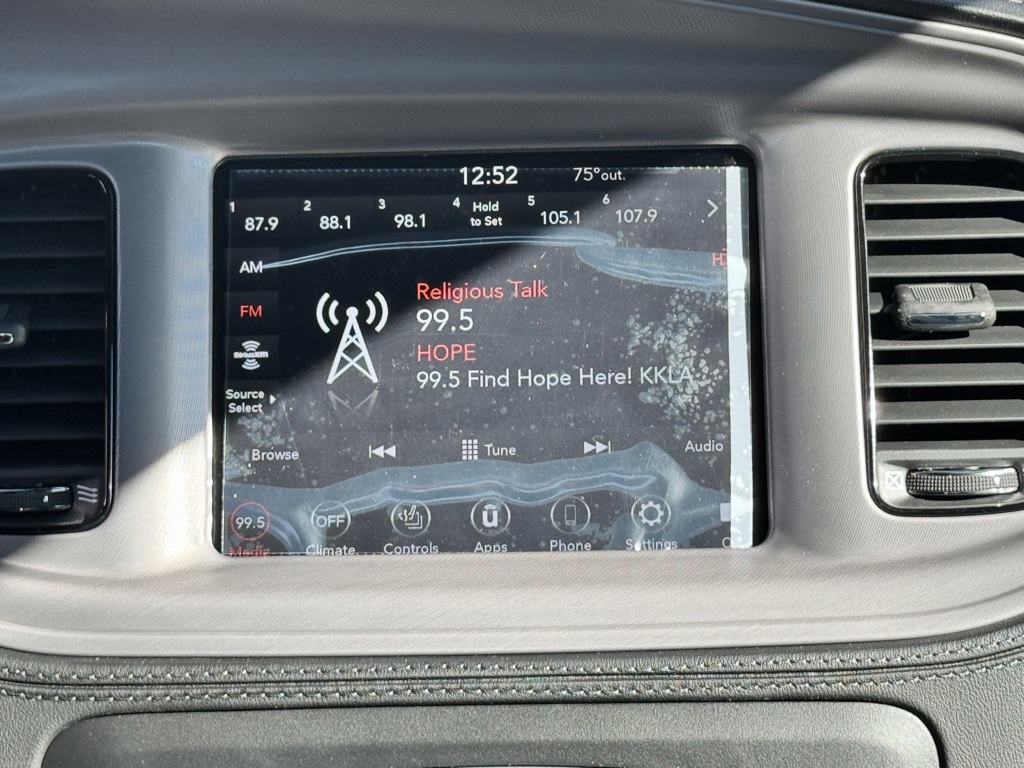 12:52 75°out.
1 2 3 4 5 6
87.9 88.1 98.1 Hold to Set 105.1 107.9
AM
FM
SiriusXM
Source
Select
Religious Talk
99.5
HOPE
99.5 Find Hope Here! KKLA
Browse Tune Audio
99.5 OFF
Media Climate Controls Apps Phone Settings